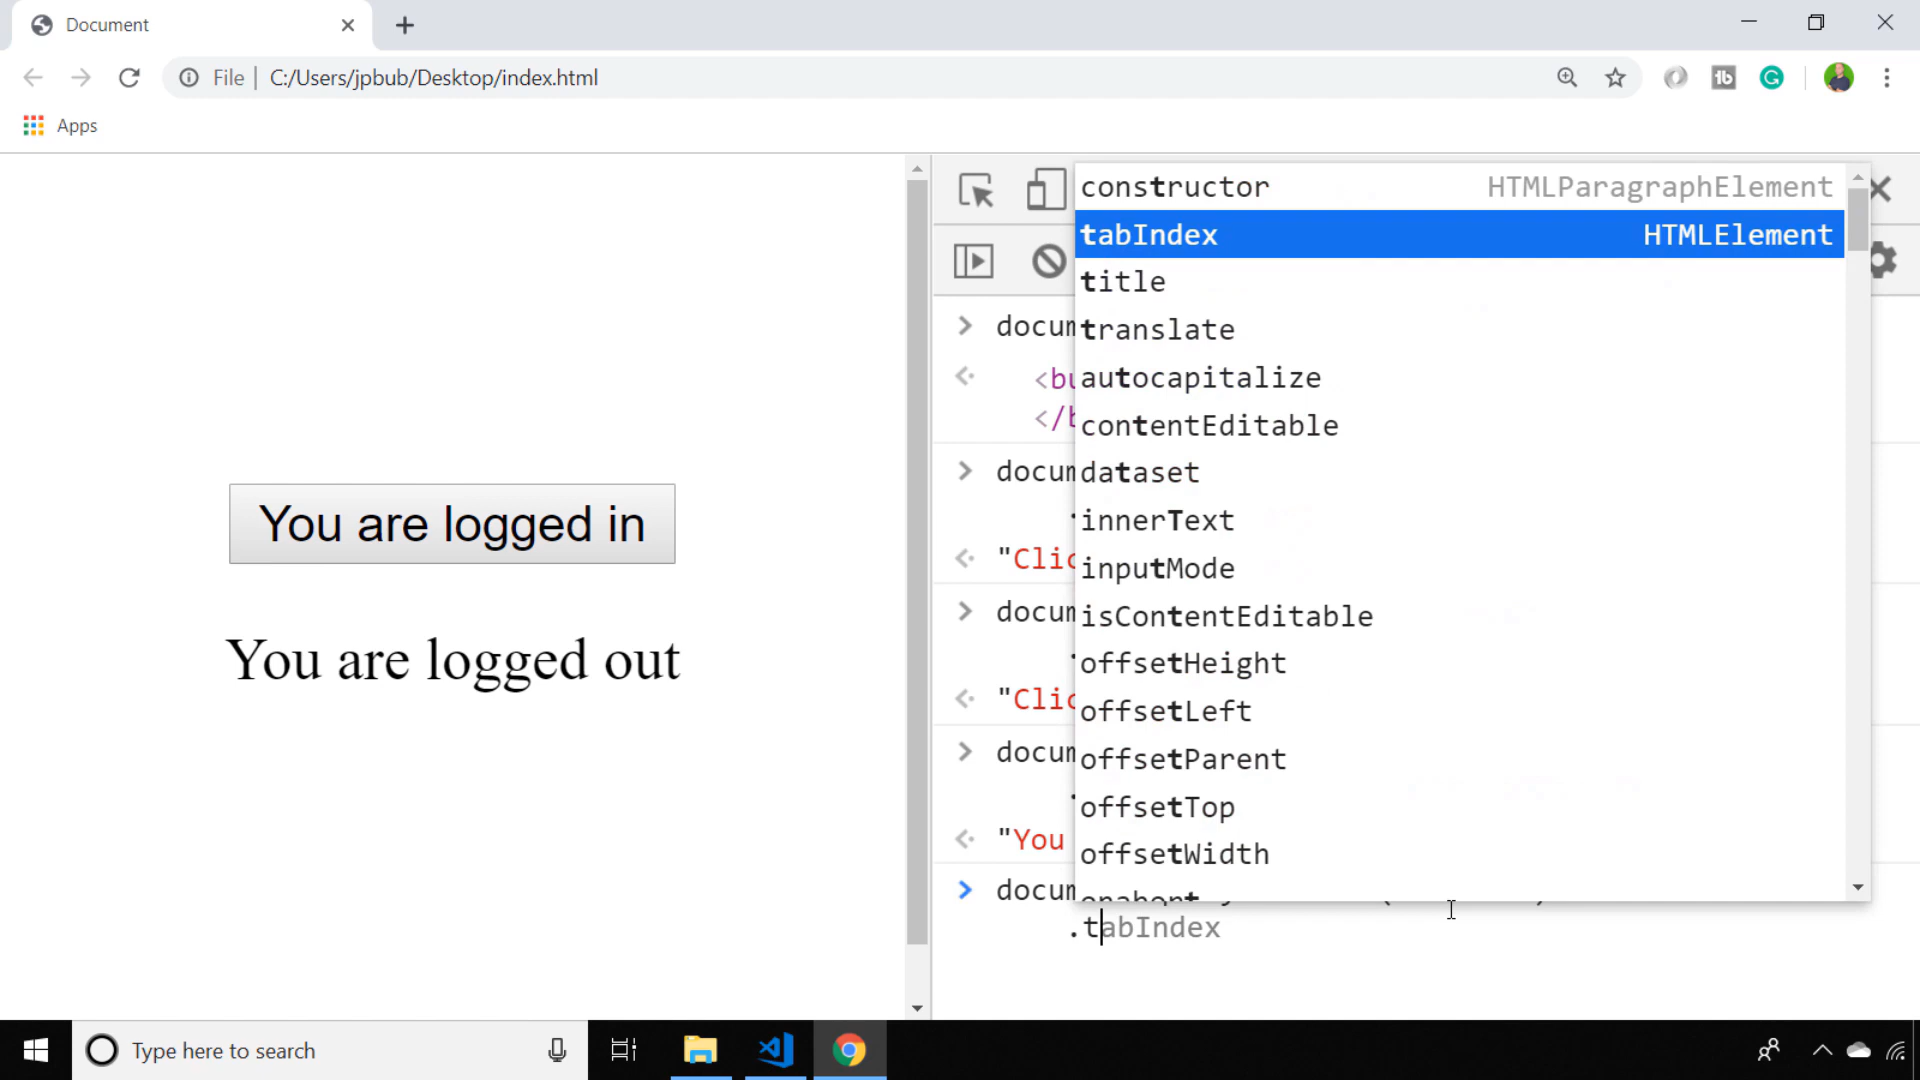 Document
File
C:/Users/jpbub/Desktop/index.html
Apps
You are logged in
You are logged out
constructor HTMLParagraphElement
tabIndex HTMLElement
title
translate
autocapitalize
contentEditable
dataset
innerText
inputMode
isContentEditable
offsetHeight
offsetLeft
offsetParent
offsetTop
offsetWidth
docum
<bu
</b
docum
"Clic
docum
"Clic
docum
"You
docum
.tabIndex
Type here to search